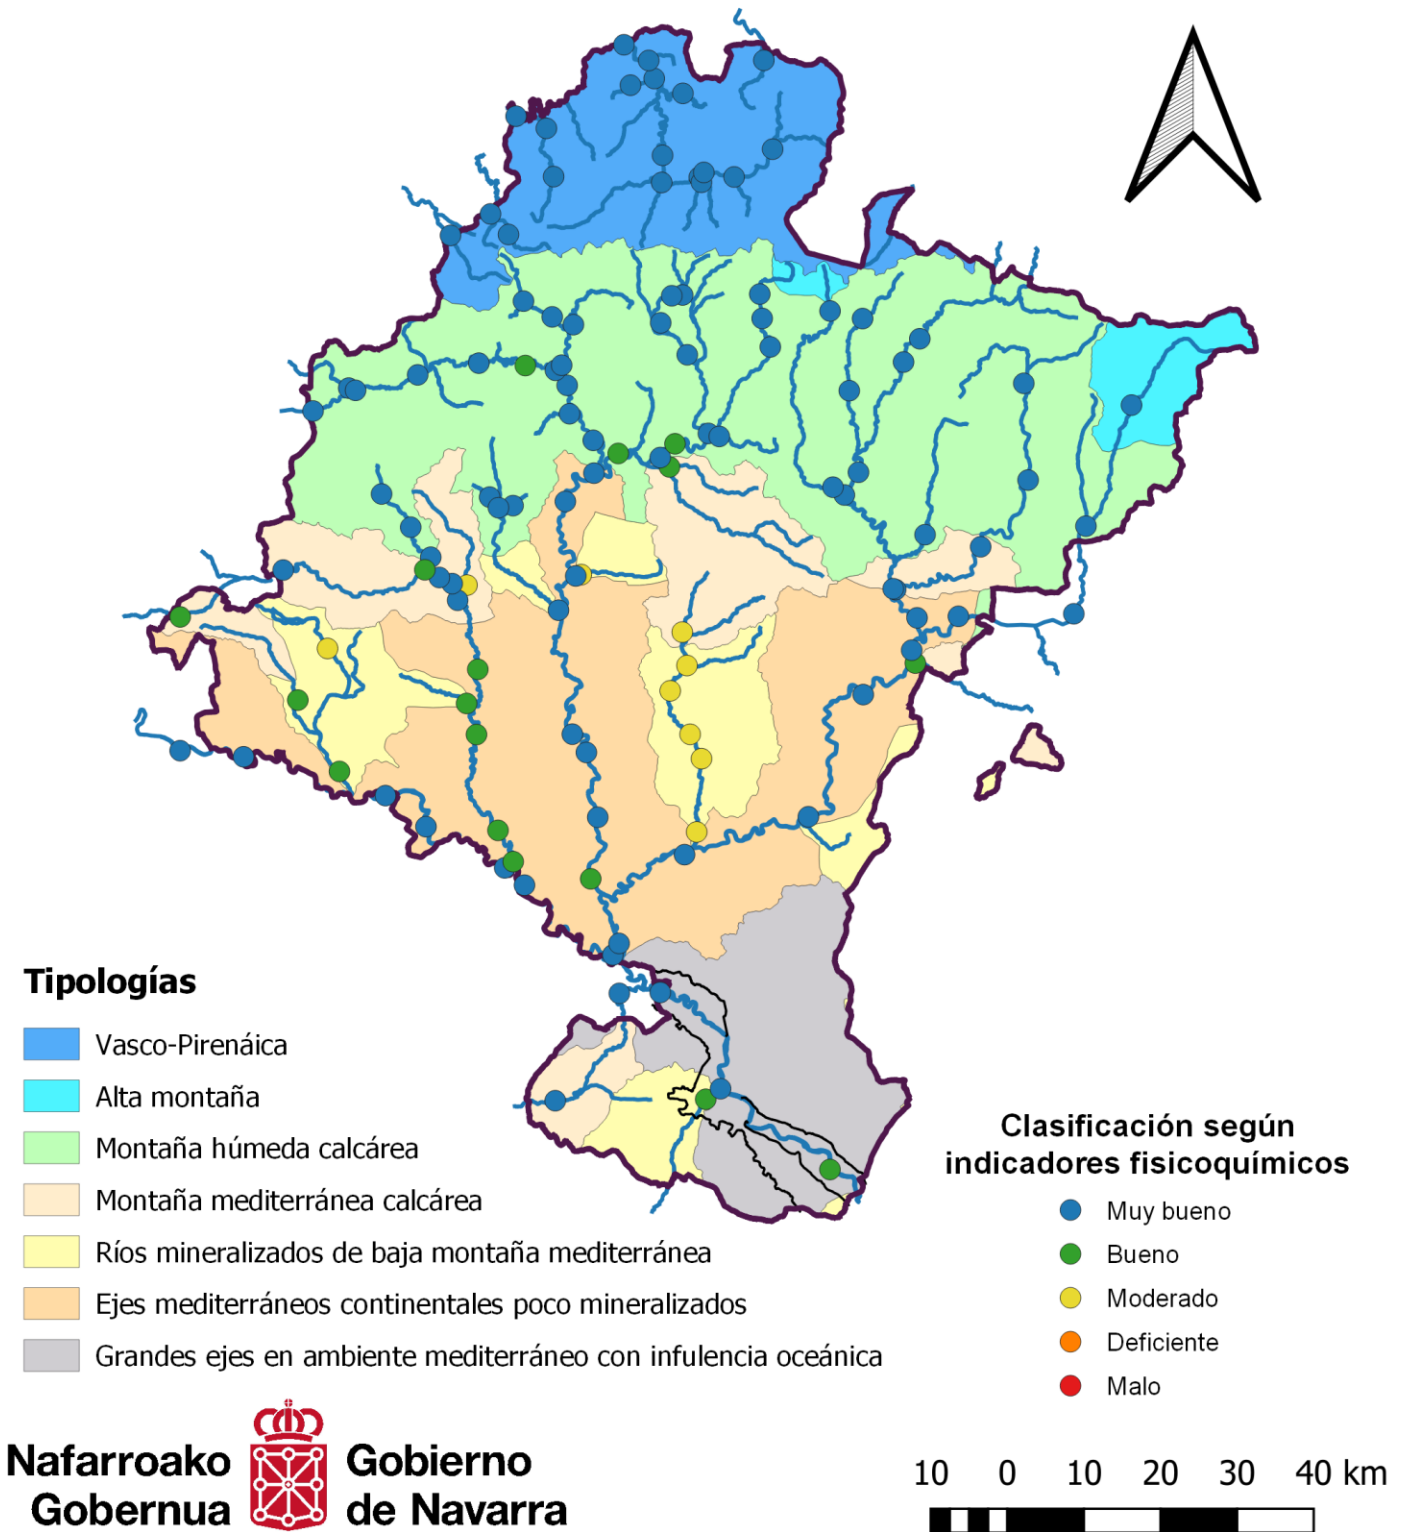 Tipologías
Vasco-Pirenáica
Alta montaña
Montaña húmeda calcárea
Montaña mediterránea calcárea
Ríos mineralizados de baja montaña mediterránea
Ejes mediterráneos continentales poco mineralizados
Grandes ejes en ambiente mediterráneo con infulencia oceánica
Clasificación según
indicadores fisicoquímicos
Muy bueno
Bueno
Moderado
Deficiente
Malo
Nafarroako
Gobernua
Gobierno
de Navarra
10 0 10 20 30 40 km